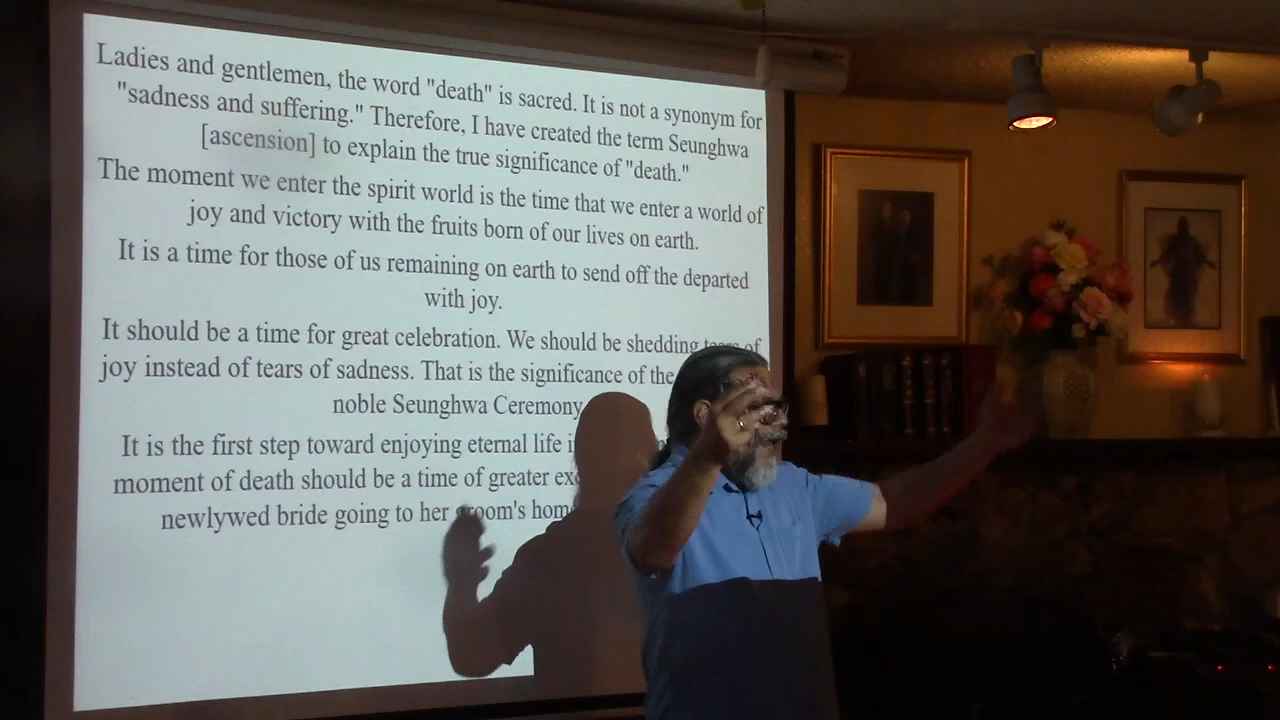 Ladies and gentlemen, the word "death" is sacred. It is not a synonym for
"sadness and suffering." Therefore, I have created the term Seunghwa
[ascension] to explain the true significance of "death."
The moment we enter the spirit world is the time that we enter a world of
joy and victory with the fruits born of our lives on earth.
It is a time for those of us remaining on earth to send off the departed
with joy.
It should be a time for great celebration. We should be shedding tears of
joy instead of tears of sadness. That is the significance of the
noble Seunghwa Ceremony
It is the first step toward enjoying eternal life
moment of death should be a time of greater
newlywed bride going to her groom's